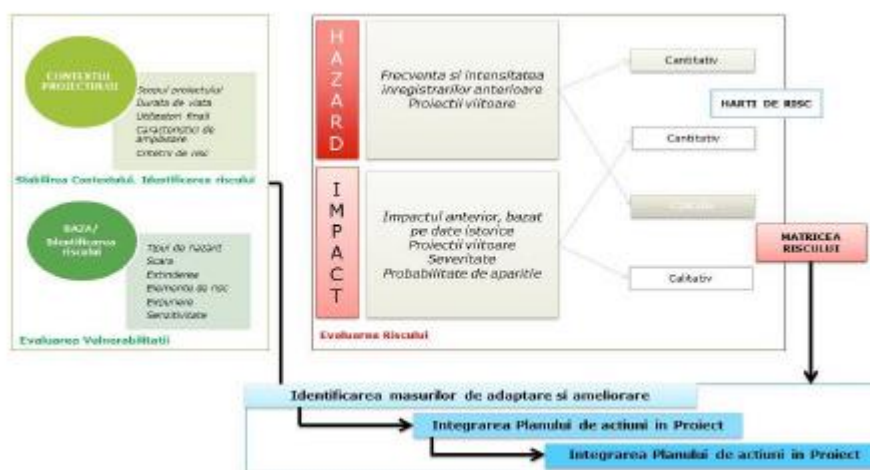 CONTEXTUL
PROIECTULUI
Scopul proiectului
Durata de viata
Utilizatori finali
Caracteristici de
amplasare
Criterii de risc
Stabilirea Contextului. Identificarea riscului
BAZA/
Identificarea
riscului
Tipul de hazard
Scara
Extinderea
Elemente de risc
Expunere
Senzitivitate
Evaluarea Vulnerabilitatii
HAZARD
Frecventa si intensitatea
inregistrarilor anterioare
Proiectii viitoare
IMPACT
Impactul anterior, bazat
pe date istorice
Proiectii viitoare
Severitate
Probabilitate de aparitie
Evaluarea Riscului
Cantitativ
HARTI DE RISC
Cantitativ
MATRICEA
RISCULUI
Calitativ
Identificarea masurilor de adaptare si ameliorare
Integrarea Planului de actiuni in Proiect
Integrarea Planului de actiuni in Proiect